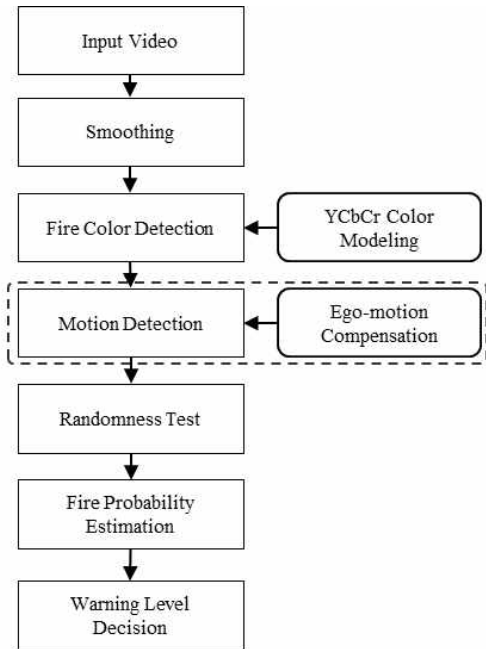 Input Video
Smoothing
Fire Color Detection
YCbCr Color
Modeling
Motion Detection
Ego-motion
Compensation
Randomness Test
Fire Probability
Estimation
Warning Level
Decision